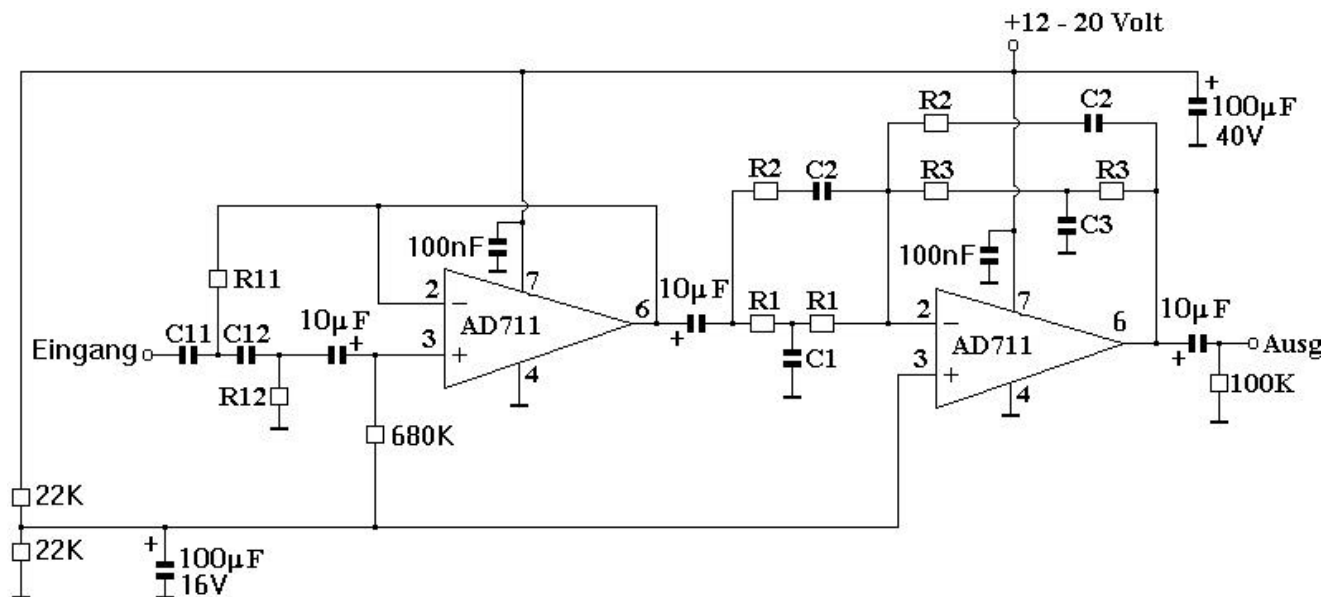 +12 - 20 Volt
+
100µF
40V
R2
C2
R2
C2
R3
R3
C3
100nF
7
100nF
7
R11
2
−
6
10µF
+
R1
R1
2
−
6
10µF
+
Eingang
C11
C12
10µF
+
3
+
AD711
4
C1
3
+
AD711
4
Ausg
R12
680K
100K
22K
22K
+
100µF
16V